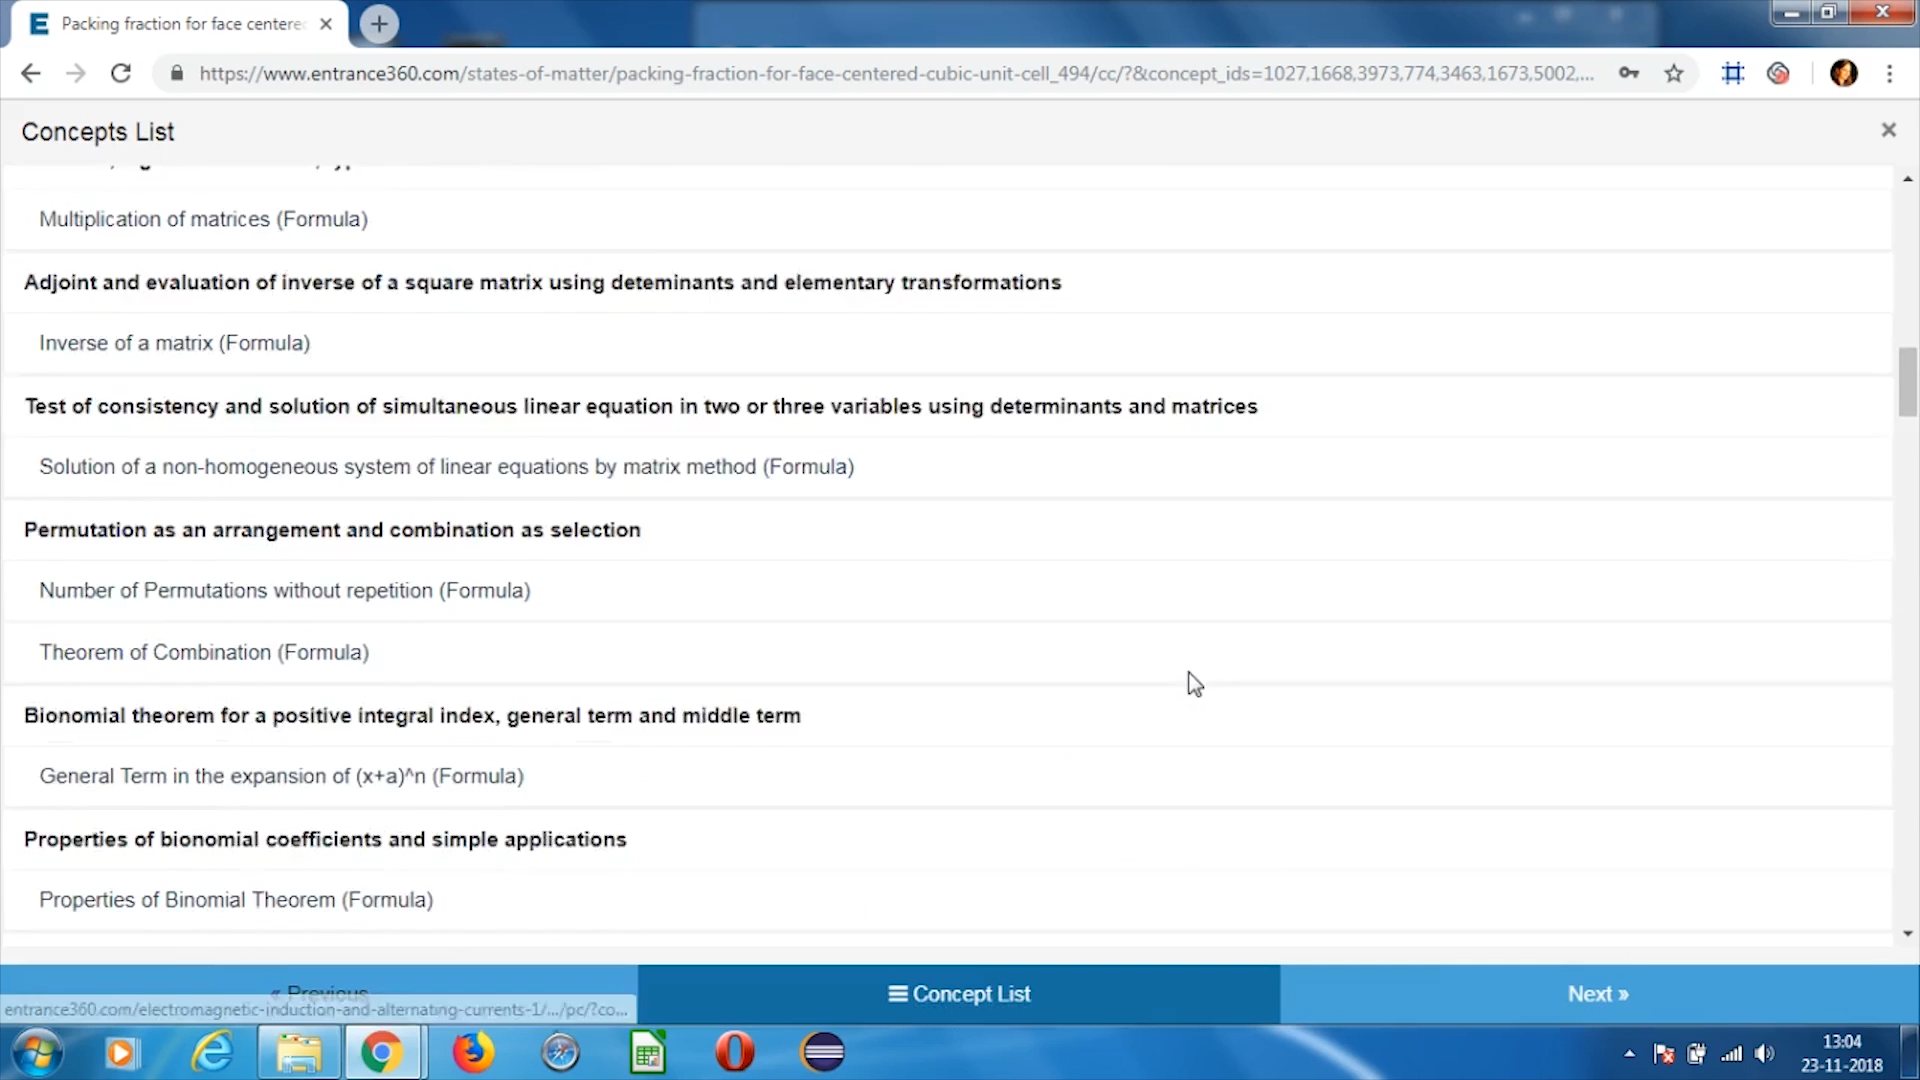 Packing fraction for face centere
https://www.entrance360.com/states-of-matter/packing-fraction-for-face-centered-cubic-unit-cell_494/cc/?&concept_ids=1027,1668,3973,774,3463,1673,5002,...
Concepts List
Multiplication of matrices (Formula)
Adjoint and evaluation of inverse of a square matrix using deteminants and elementary transformations
Inverse of a matrix (Formula)
Test of consistency and solution of simultaneous linear equation in two or three variables using determinants and matrices
Solution of a non-homogeneous system of linear equations by matrix method (Formula)
Permutation as an arrangement and combination as selection
Number of Permutations without repetition (Formula)
Theorem of Combination (Formula)
Bionomial theorem for a positive integral index, general term and middle term
General Term in the expansion of (x+a)^n (Formula)
Properties of bionomial coefficients and simple applications
Properties of Binomial Theorem (Formula)
« Previous
Concept List
Next »
entrance360.com/electromagnetic-induction-and-alternating-currents-1/.../pc/?co...
13:04
23-11-2018